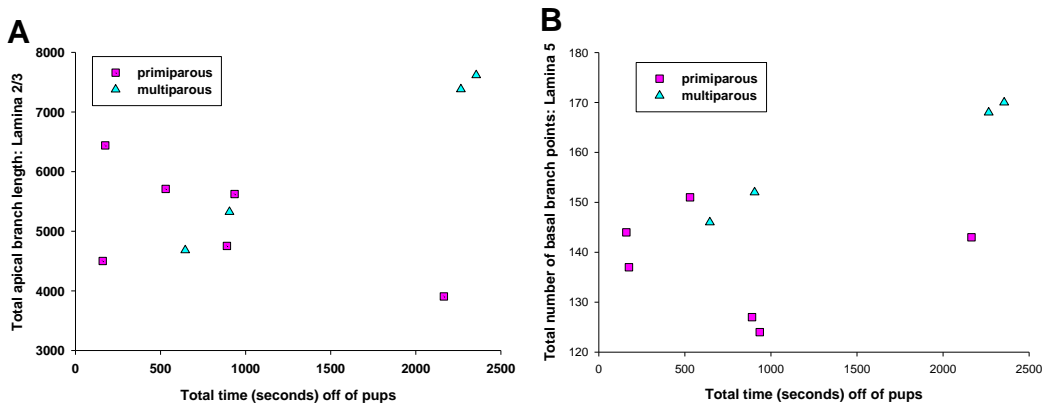 A
Total apical branch length: Lamina 2/3
8000
7000
6000
5000
4000
3000
primiparous
multiparous
0
500
1000
1500
2000
2500
Total time (seconds) off of pups
B
Total number of basal branch points: Lamina 5
180
170
160
150
140
130
120
primiparous
multiparous
0
500
1000
1500
2000
2500
Total time (seconds) off of pups